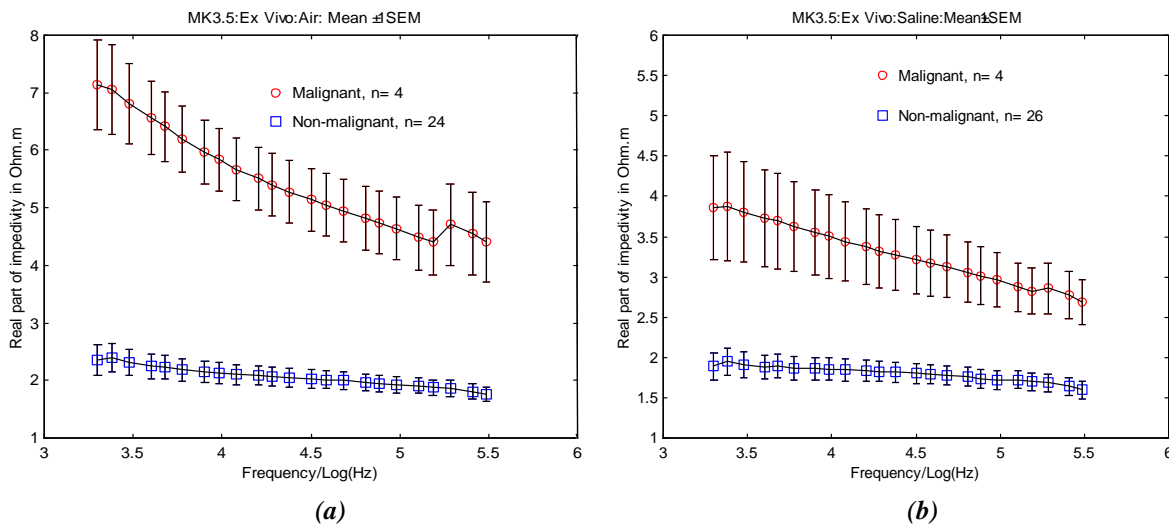 MK3.5:Ex Vivo:Air: Mean ±1SEM
8
7
6
5
4
3
2
1
Real part of impedivity in Ohm.m
Malignant, n= 4
Non-malignant, n= 24
3
3.5
4
4.5
5
5.5
6
Frequency/Log(Hz)
(a)
MK3.5:Ex Vivo:Saline:Mean±SEM
6
5.5
5
4.5
4
3.5
3
2.5
2
1.5
1
Real part of impedivity in Ohm.m
Malignant, n= 4
Non-malignant, n= 26
3
3.5
4
4.5
5
5.5
6
Frequency/Log(Hz)
(b)